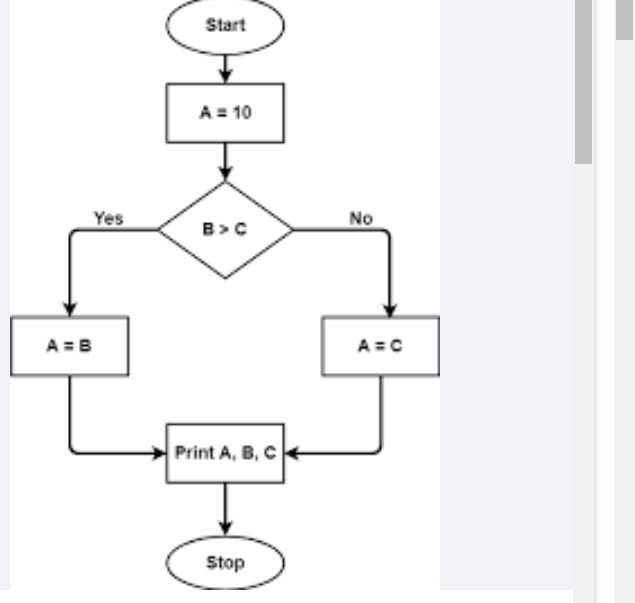 Start
A = 10
B > C
Yes
No
A = B
A = C
Print A, B, C
Stop